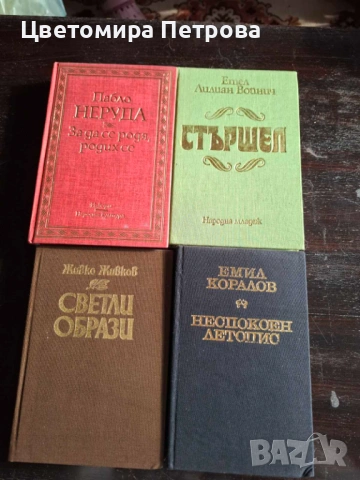 Цветомира Петрова
Пабло
НЕРУДА
За да се родя,
родих се
Етел
Лилиан Войнич
СТЪРШЕЛ
Народна младеж
Живко Живков
СВЕТЛИ
ОБРАЗИ
ЕМИЛ
КОРАЛОВ
НЕСПОКОЕН
ЛЕТОПИС
BAZAR